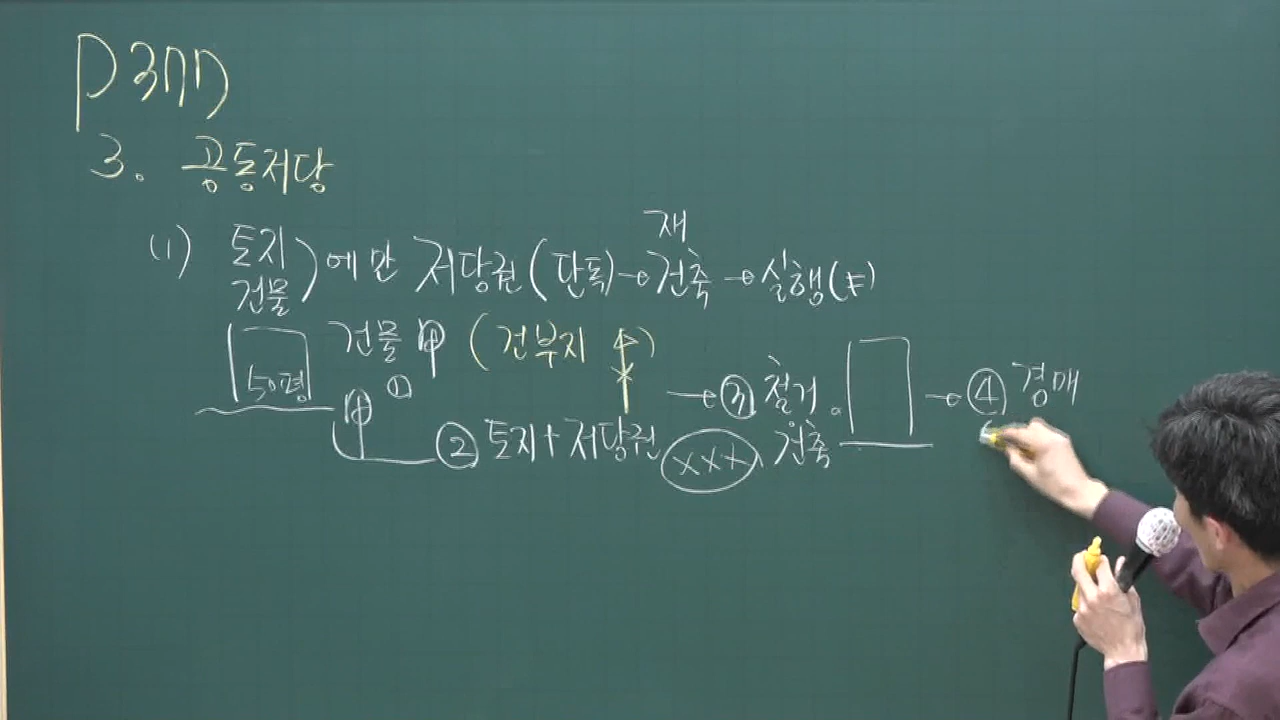 P377
3. 공동저당
(1) 토지
건물 ) 에만 저당권 (단독) → 재건축 → 실행
50평
건물 甲 (건부지 ↑)
甲 ①
② 토지 + 저당권 XXX
→ ③ 철거
건축
→ ④ 경매